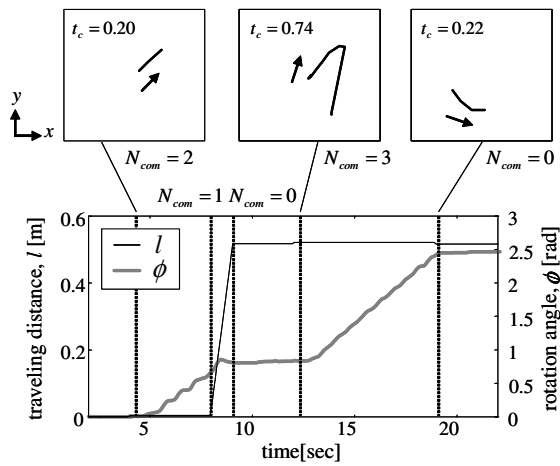 t_c = 0.20
t_c = 0.74
t_c = 0.22
y
x
N_com = 2
N_com = 3
N_com = 0
N_com = 1 N_com = 0
0.6
0.4
0.2
0
3
2.5
2
1.5
1
0.5
0
l
ϕ
traveling distance, l [m]
rotation angle, ϕ [rad]
5
10
15
20
time[sec]